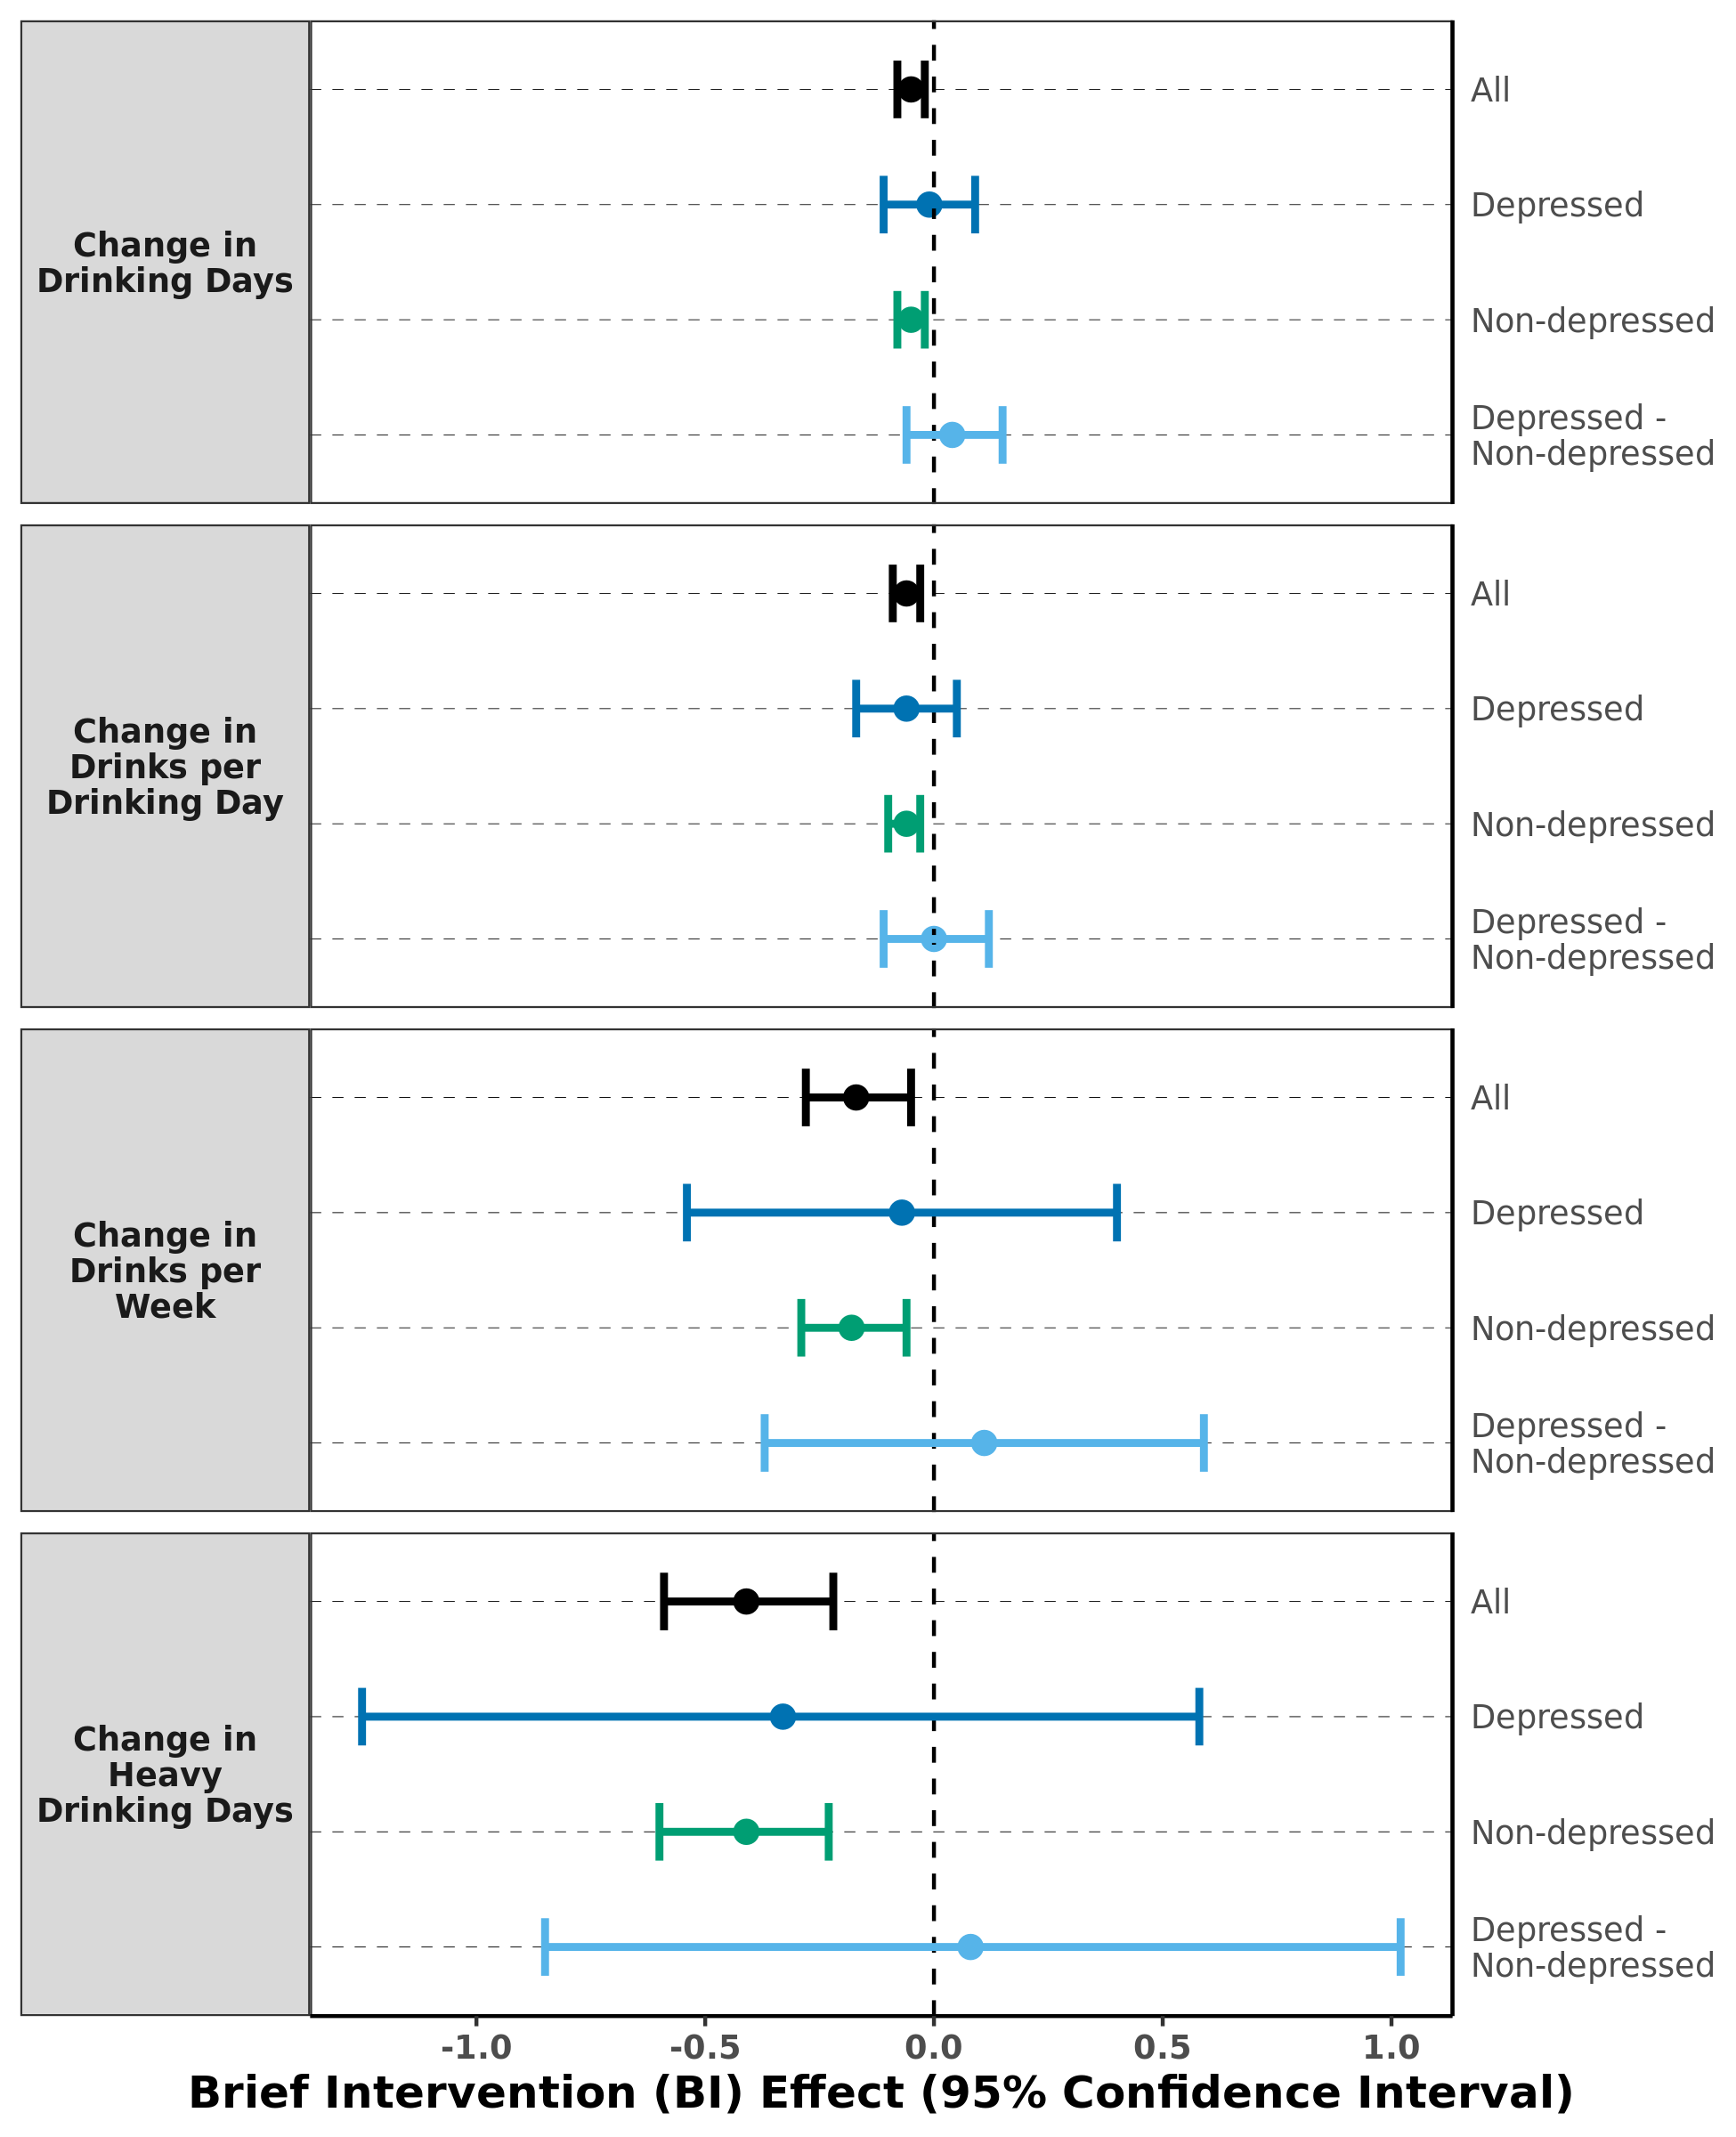 Change in
Drinking Days
All
Depressed
Non-depressed
Depressed -
Non-depressed
Change in
Drinks per
Drinking Day
All
Depressed
Non-depressed
Depressed -
Non-depressed
Change in
Drinks per
Week
All
Depressed
Non-depressed
Depressed -
Non-depressed
Change in
Heavy
Drinking Days
All
Depressed
Non-depressed
Depressed -
Non-depressed
-1.0 -0.5 0.0 0.5 1.0
Brief Intervention (BI) Effect (95% Confidence Interval)